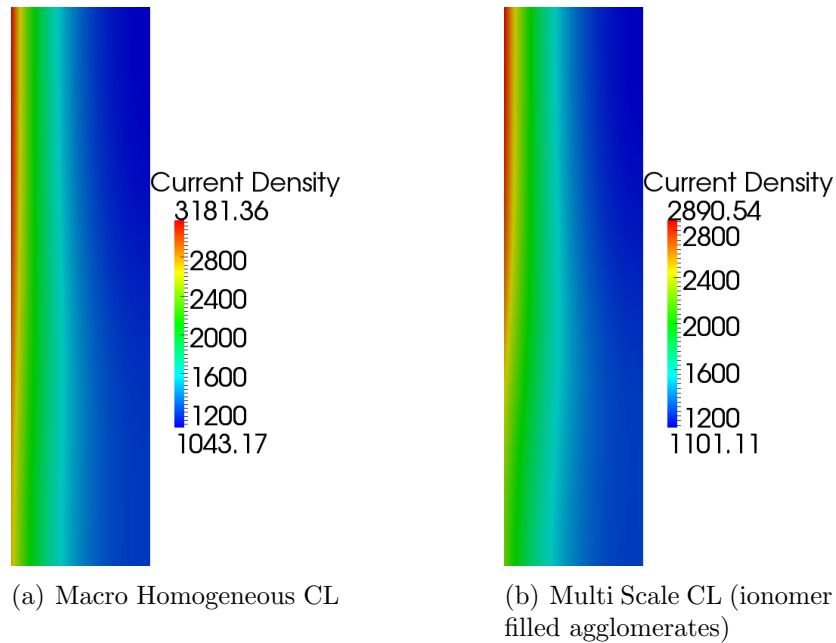 Current Density
3181.36
2800
2400
2000
1600
1200
1043.17
(a) Macro Homogeneous CL
Current Density
2890.54
2800
2400
2000
1600
1200
1101.11
(b) Multi Scale CL (ionomer
filled agglomerates)